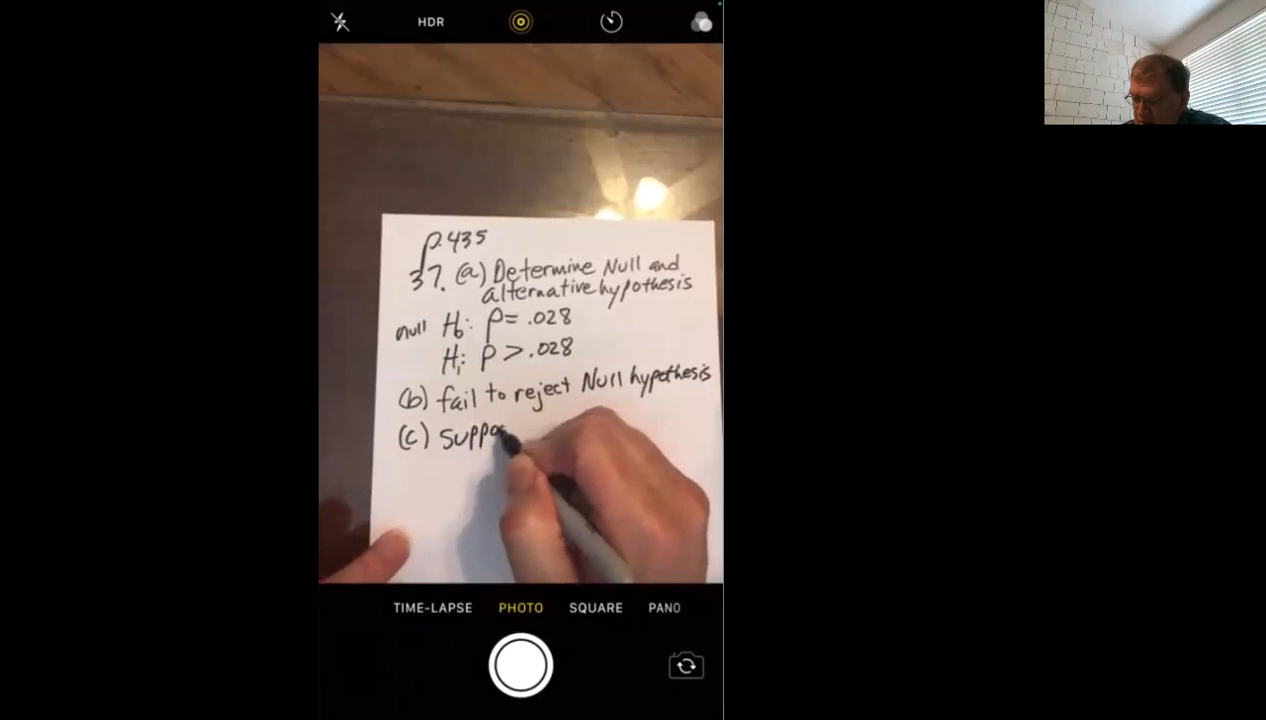 HDR
p.435
37. (a) Determine Null and
alternative hypothesis
null H₀: p = .028
H₁: p > .028
(b) fail to reject Null hypothesis
(c) Suppo
TIME-LAPSE PHOTO SQUARE PANO